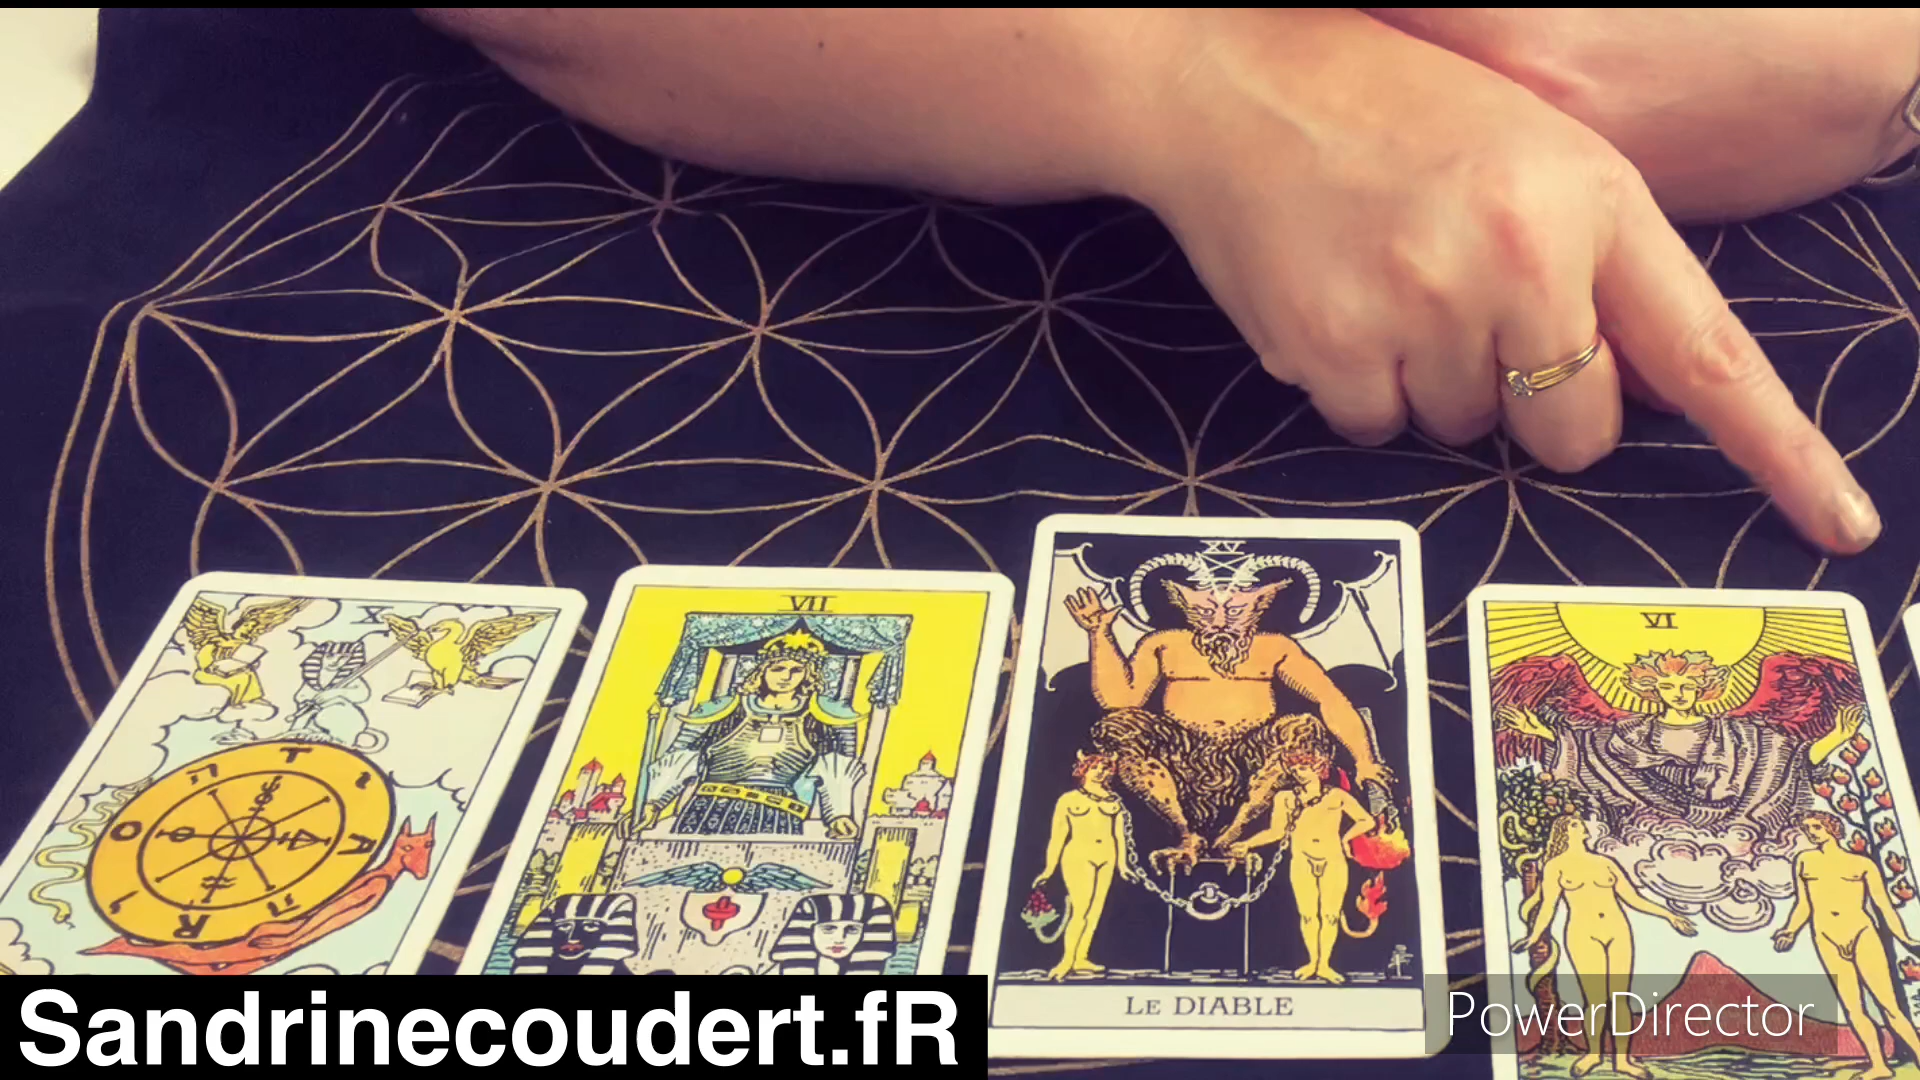 X
VII
XV
VI
T
A
R
O
LE DIABLE
Sandrinecoudert.fR
PowerDirector